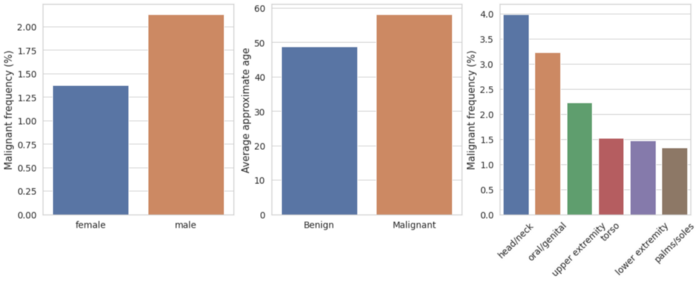 Malignant frequency (%)
2.00
1.75
1.50
1.25
1.00
0.75
0.50
0.25
0.00
female
male
Average approximate age
60
50
40
30
20
10
0
Benign
Malignant
Malignant frequency (%)
4.0
3.5
3.0
2.5
2.0
1.5
1.0
0.5
0.0
head/neck
oral/genital
upper extremity
torso
lower extremity
palms/soles